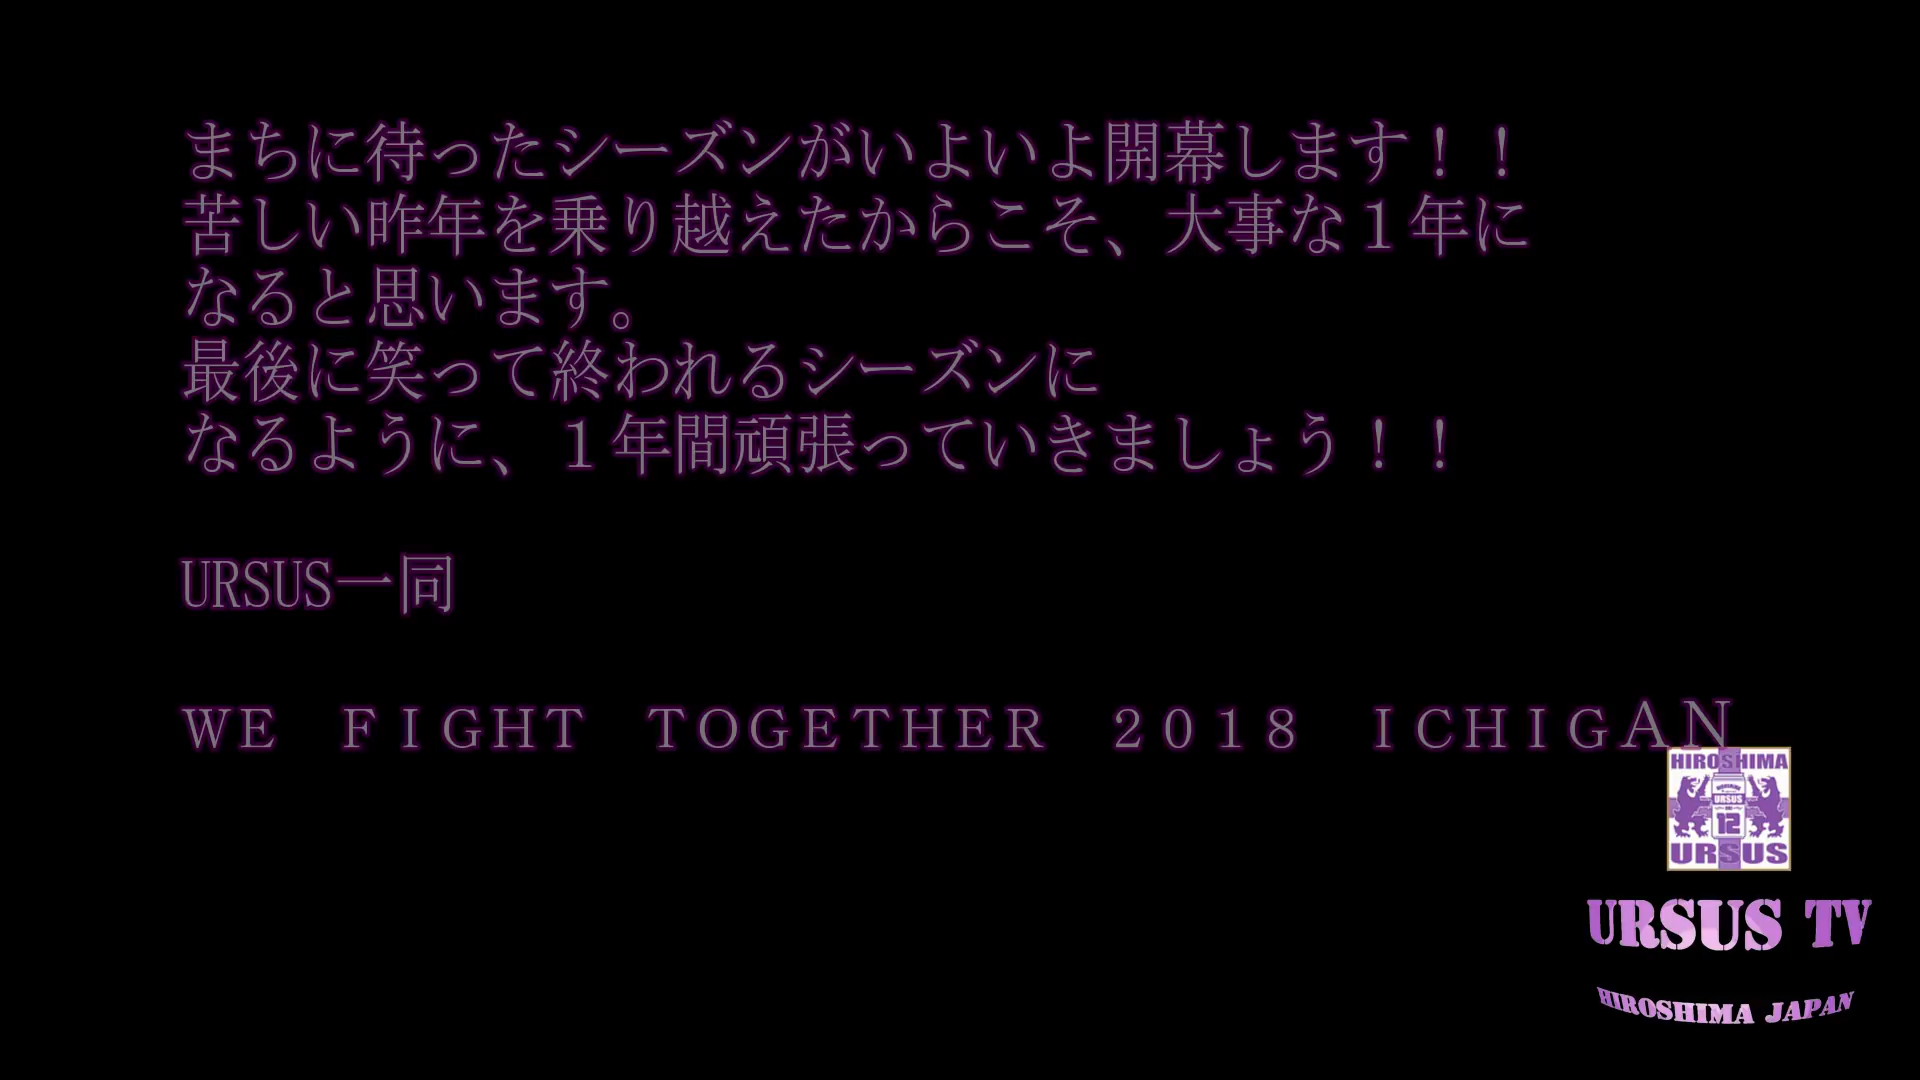 まちに待ったシーズンがいよいよ開幕します！！
苦しい昨年を乗り越えたからこそ、大事な１年に
なると思います。
最後に笑って終われるシーズンに
なるように、１年間頑張っていきましょう！！
URSUS一同
ＷＥ　ＦＩＧＨＴ　ＴＯＧＥＴＨＥＲ　２０１８　ＩＣＨＩＧＡＮ
HIROSHIMA
URSUS
12
URSUS
URSUS TV
HIROSHIMA JAPAN